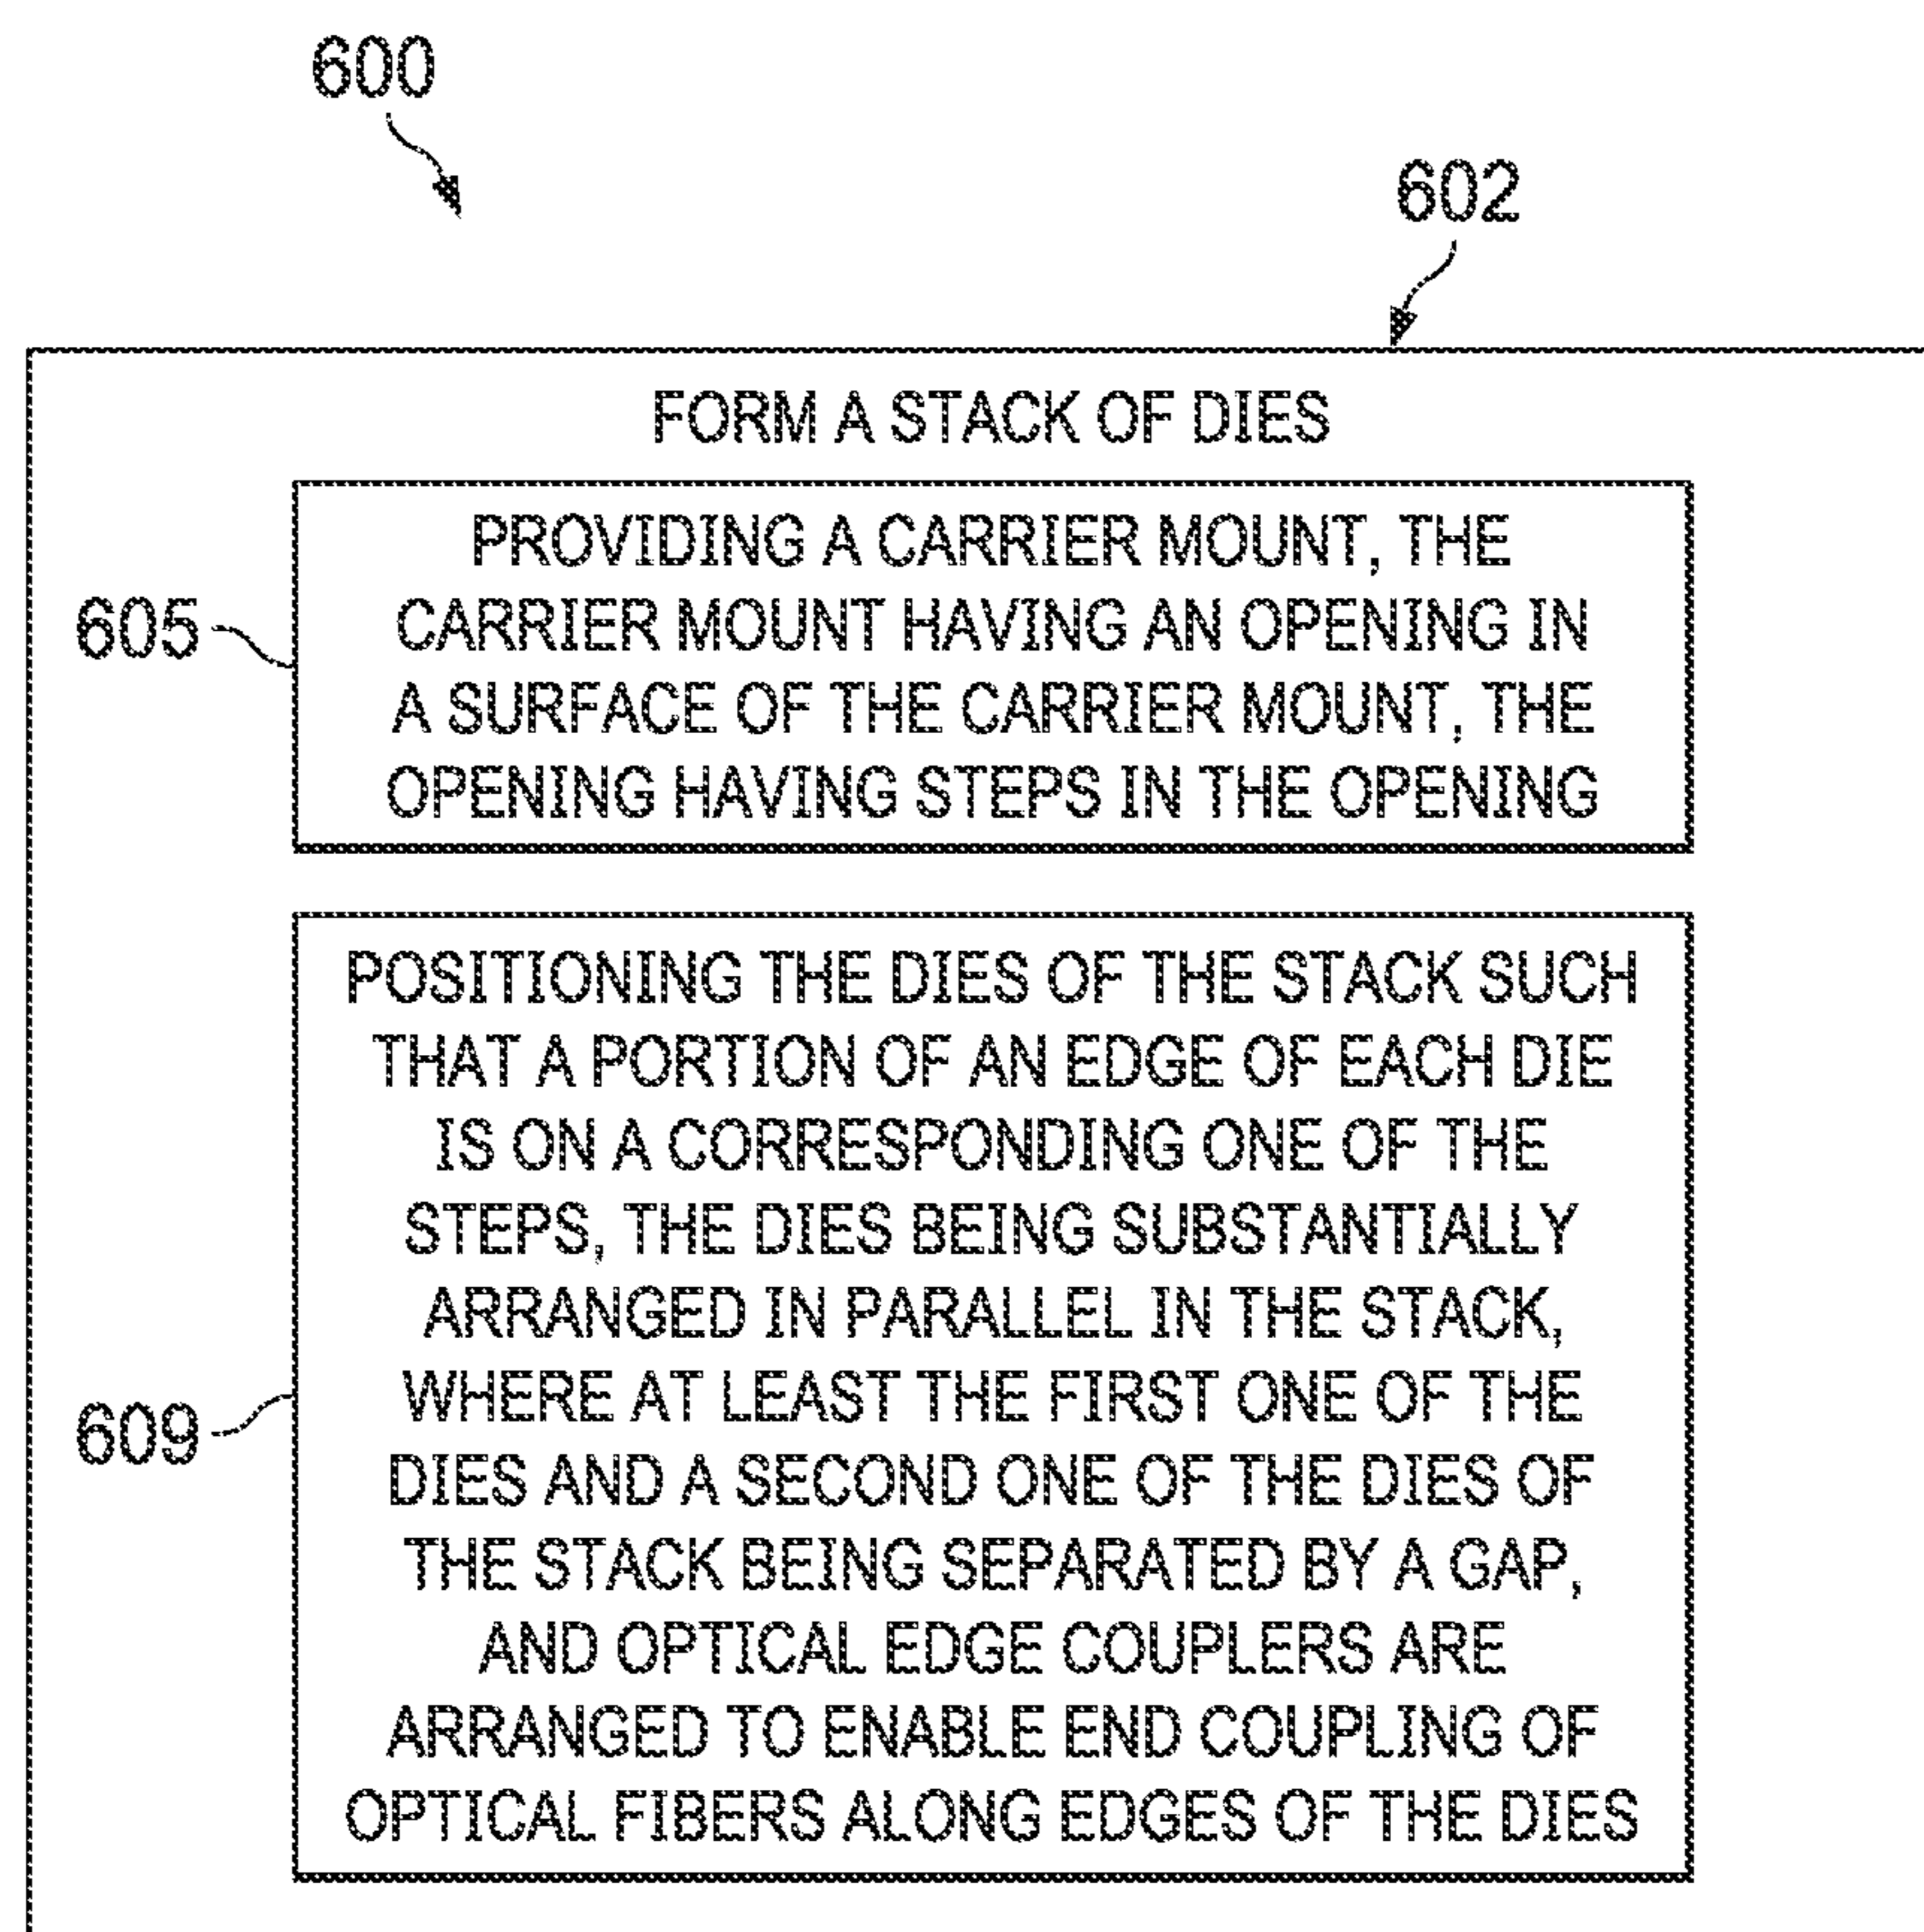 600
602
FORM A STACK OF DIES
PROVIDING A CARRIER MOUNT, THE
CARRIER MOUNT HAVING AN OPENING IN
A SURFACE OF THE CARRIER MOUNT, THE
OPENING HAVING STEPS IN THE OPENING
605
POSITIONING THE DIES OF THE STACK SUCH
THAT A PORTION OF AN EDGE OF EACH DIE
IS ON A CORRESPONDING ONE OF THE
STEPS, THE DIES BEING SUBSTANTIALLY
ARRANGED IN PARALLEL IN THE STACK,
WHERE AT LEAST THE FIRST ONE OF THE
DIES AND A SECOND ONE OF THE DIES OF
THE STACK BEING SEPARATED BY A GAP,
AND OPTICAL EDGE COUPLERS ARE
ARRANGED TO ENABLE END COUPLING OF
OPTICAL FIBERS ALONG EDGES OF THE DIES
609